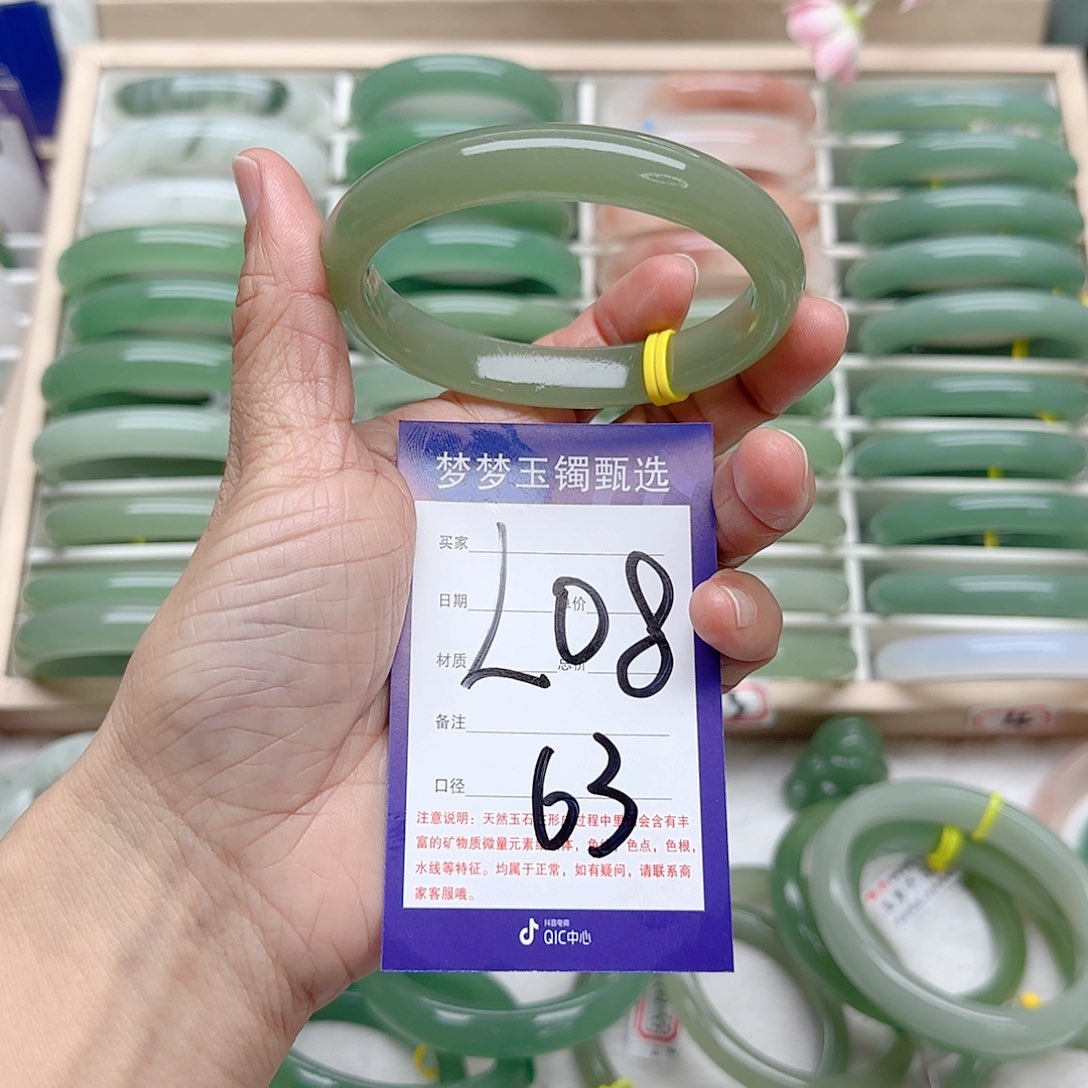 梦梦玉镯甄选
买家
日期 单价
材质 总价
L08
备注
口径 63
注意说明：天然玉石在形成过程中里 会含有丰
富的矿物质微量元素 体，色 色点，色根，
水线等特征。均属于正常，如有疑问，请联系商
家客服哦。
抖音电商
QIC中心